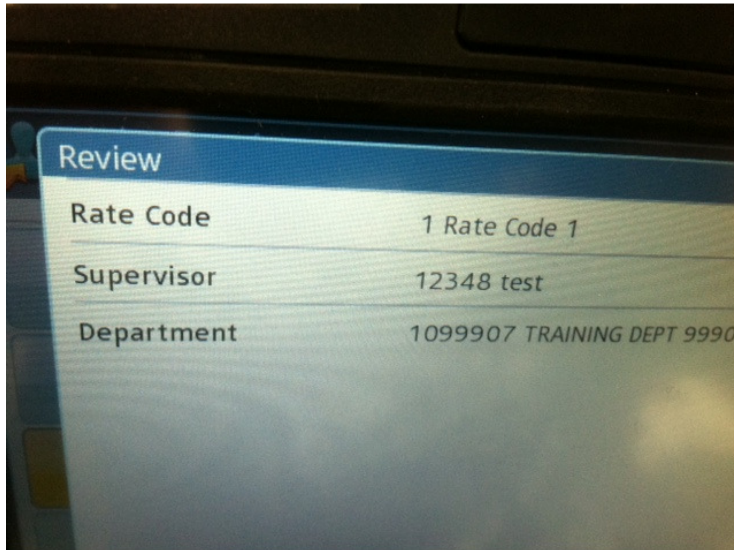 Review
Rate Code 1 Rate Code 1
Supervisor 12348 test
Department 1099907 TRAINING DEPT 9990